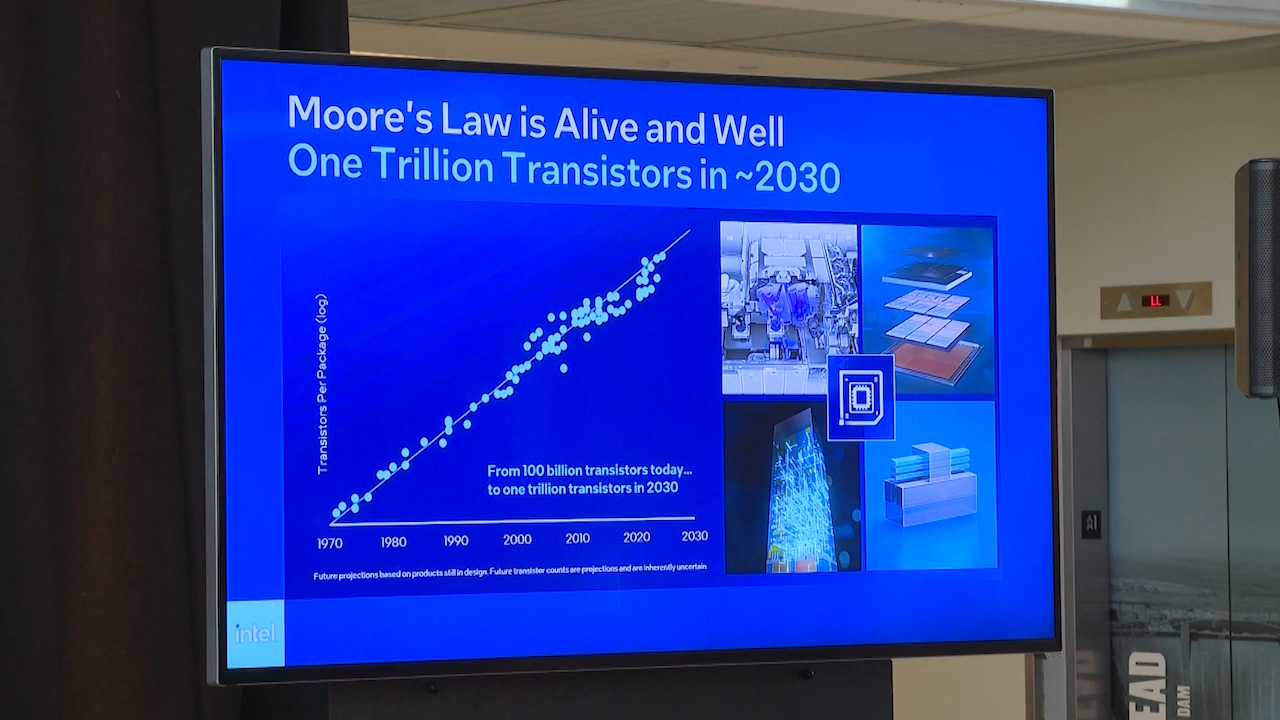 Moore's Law is Alive and Well
One Trillion Transistors in ~2030
Transistors Per Package (log)
From 100 billion transistors today...
to one trillion transistors in 2030
1970 1980 1990 2000 2010 2020 2030
Future projections based on products still in design. Future transistor counts are projections and are inherently uncertain
intel
LL
A1
EAD
DAM